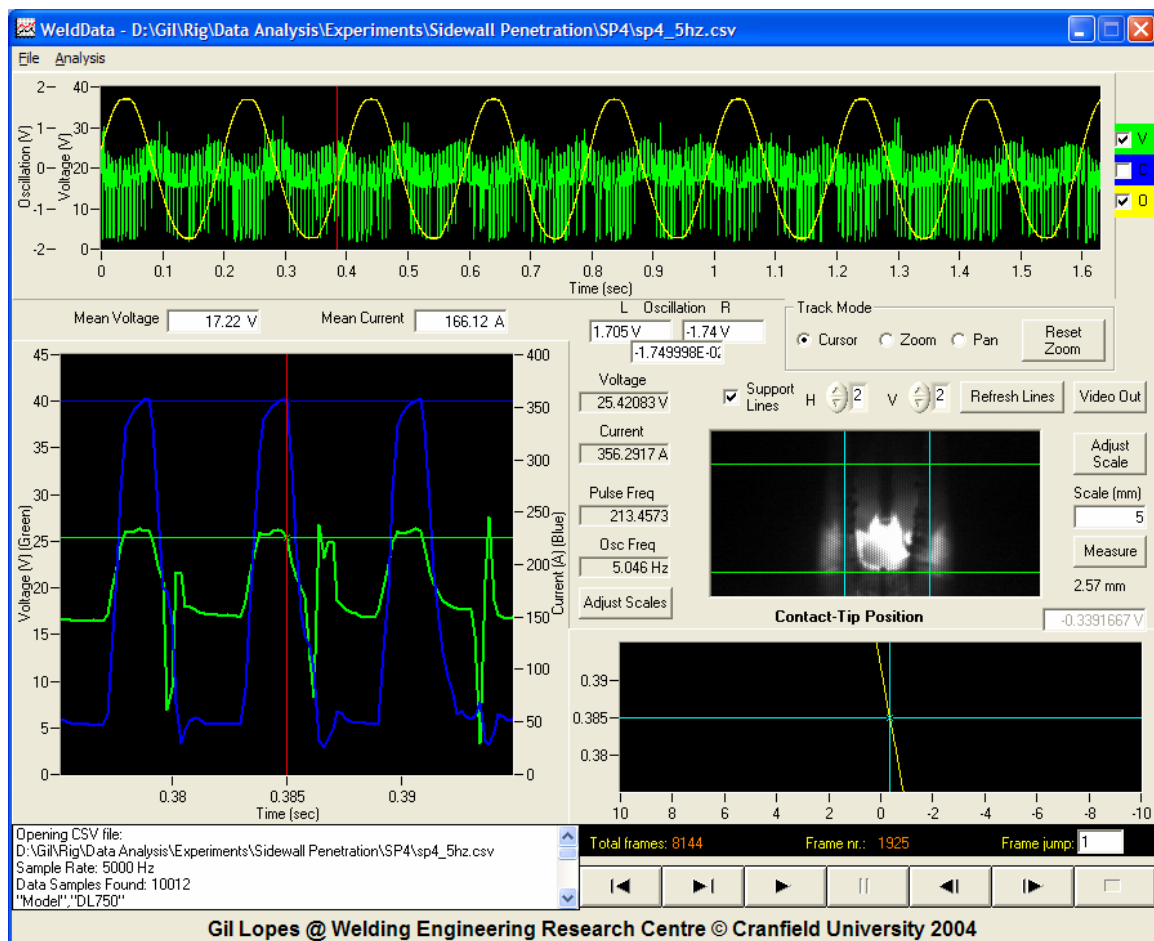 WeldData - D:\Gil\Rig\Data Analysis\Experiments\Sidewall Penetration\SP4\sp4_5hz.csv
File Analysis
Oscillation (V)
2
1
0
-1
-2
Voltage (V)
40
30
20
10
0
0 0.1 0.2 0.3 0.4 0.5 0.6 0.7 0.8 0.9 1 1.1 1.2 1.3 1.4 1.5 1.6
Time (sec)
V
C
O
Mean Voltage 17.22 V Mean Current 166.12 A
L Oscillation R
1.705 V -1.74 V
-1.749998E-02
Track Mode
Cursor Zoom Pan
Reset Zoom
Voltage
25.42083 V
Current
356.2917 A
Pulse Freq
213.4573
Osc Freq
5.046 Hz
Adjust Scales
Support Lines H 2 V 2 Refresh Lines Video Out
Adjust Scale
Scale (mm)
5
Measure
2.57 mm
Contact-Tip Position
-0.3391667 V
Voltage (V) (Green)
45
40
35
30
25
20
15
10
5
0
Current (A) (Blue)
400
350
300
250
200
150
100
50
0
0.38 0.385 0.39
Time (sec)
0.39
0.385
0.38
10 8 6 4 2 0 -2 -4 -6 -8 -10
Opening CSV file:
D:\Gil\Rig\Data Analysis\Experiments\Sidewall Penetration\SP4\sp4_5hz.csv
Sample Rate: 5000 Hz
Data Samples Found: 10012
"Model","DL750"
Total frames: 8144 Frame nr.: 1925 Frame jump: 1
Gil Lopes @ Welding Engineering Research Centre © Cranfield University 2004